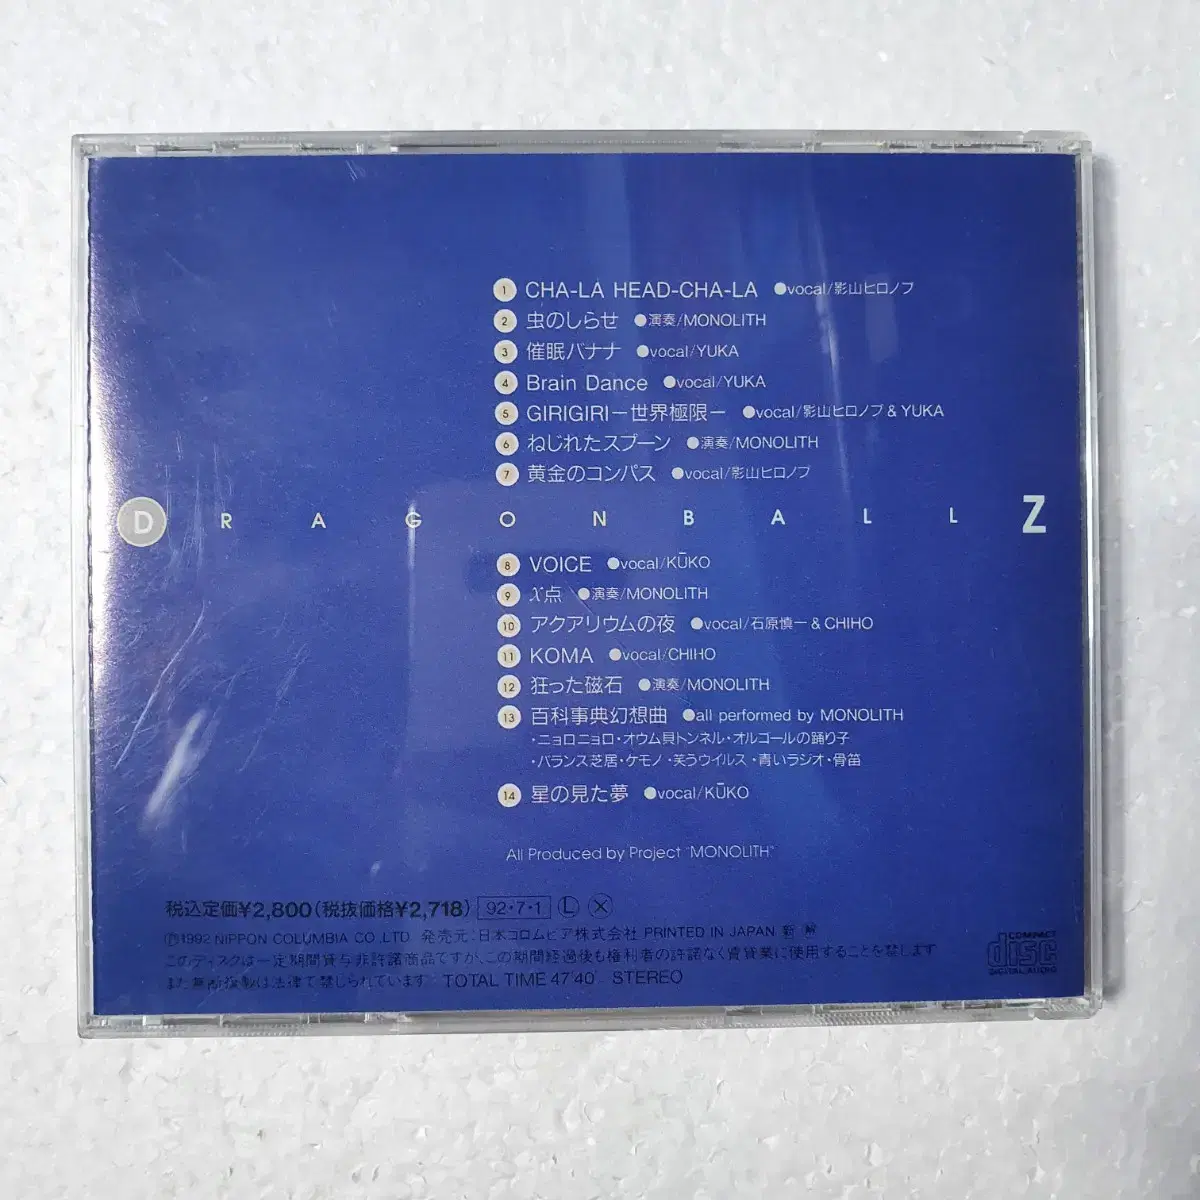 1 CHA-LA HEAD-CHA-LA ●vocal/影山ヒロノブ
2 虫のしらせ ●演奏/MONOLITH
3 催眠バナナ ●vocal/YUKA
4 Brain Dance ●vocal/YUKA
5 GIRIGIRI－世界極限－ ●vocal/影山ヒロノブ & YUKA
6 ねじれたスプーン ●演奏/MONOLITH
7 黄金のコンパス ●vocal/影山ヒロノブ
DRAGONBALL Z
8 VOICE ●vocal/KŪKO
9 X点 ●演奏/MONOLITH
10 アクアリウムの夜 ●vocal/石原慎一 & CHIHO
11 KOMA ●vocal/CHIHO
12 狂った磁石 ●演奏/MONOLITH
13 百科事典幻想曲 ●all performed by MONOLITH
・ニョロニョロ・オウム貝トンネル・オルゴールの踊り子
・バランス芝居・ケモノ・笑うウイルス・青いラジオ・骨笛
14 星の見た夢 ●vocal/KŪKO
All Produced by Project "MONOLITH"
税込定価¥2,800(税抜価格¥2,718) 92・7・1 Ⓛ Ⓧ
Ⓟ1992 NIPPON COLUMBIA CO.,LTD. 発売元:日本コロムビア株式会社 PRINTED IN JAPAN
このディスクは一定期間貸与非許諾商品ですが、この期間経過後も権利者の許諾なく賃貸業に使用することを禁します
また無断複製は法律で禁じられています TOTAL TIME 47'40" STEREO
COMPACT disc DIGITAL AUDIO